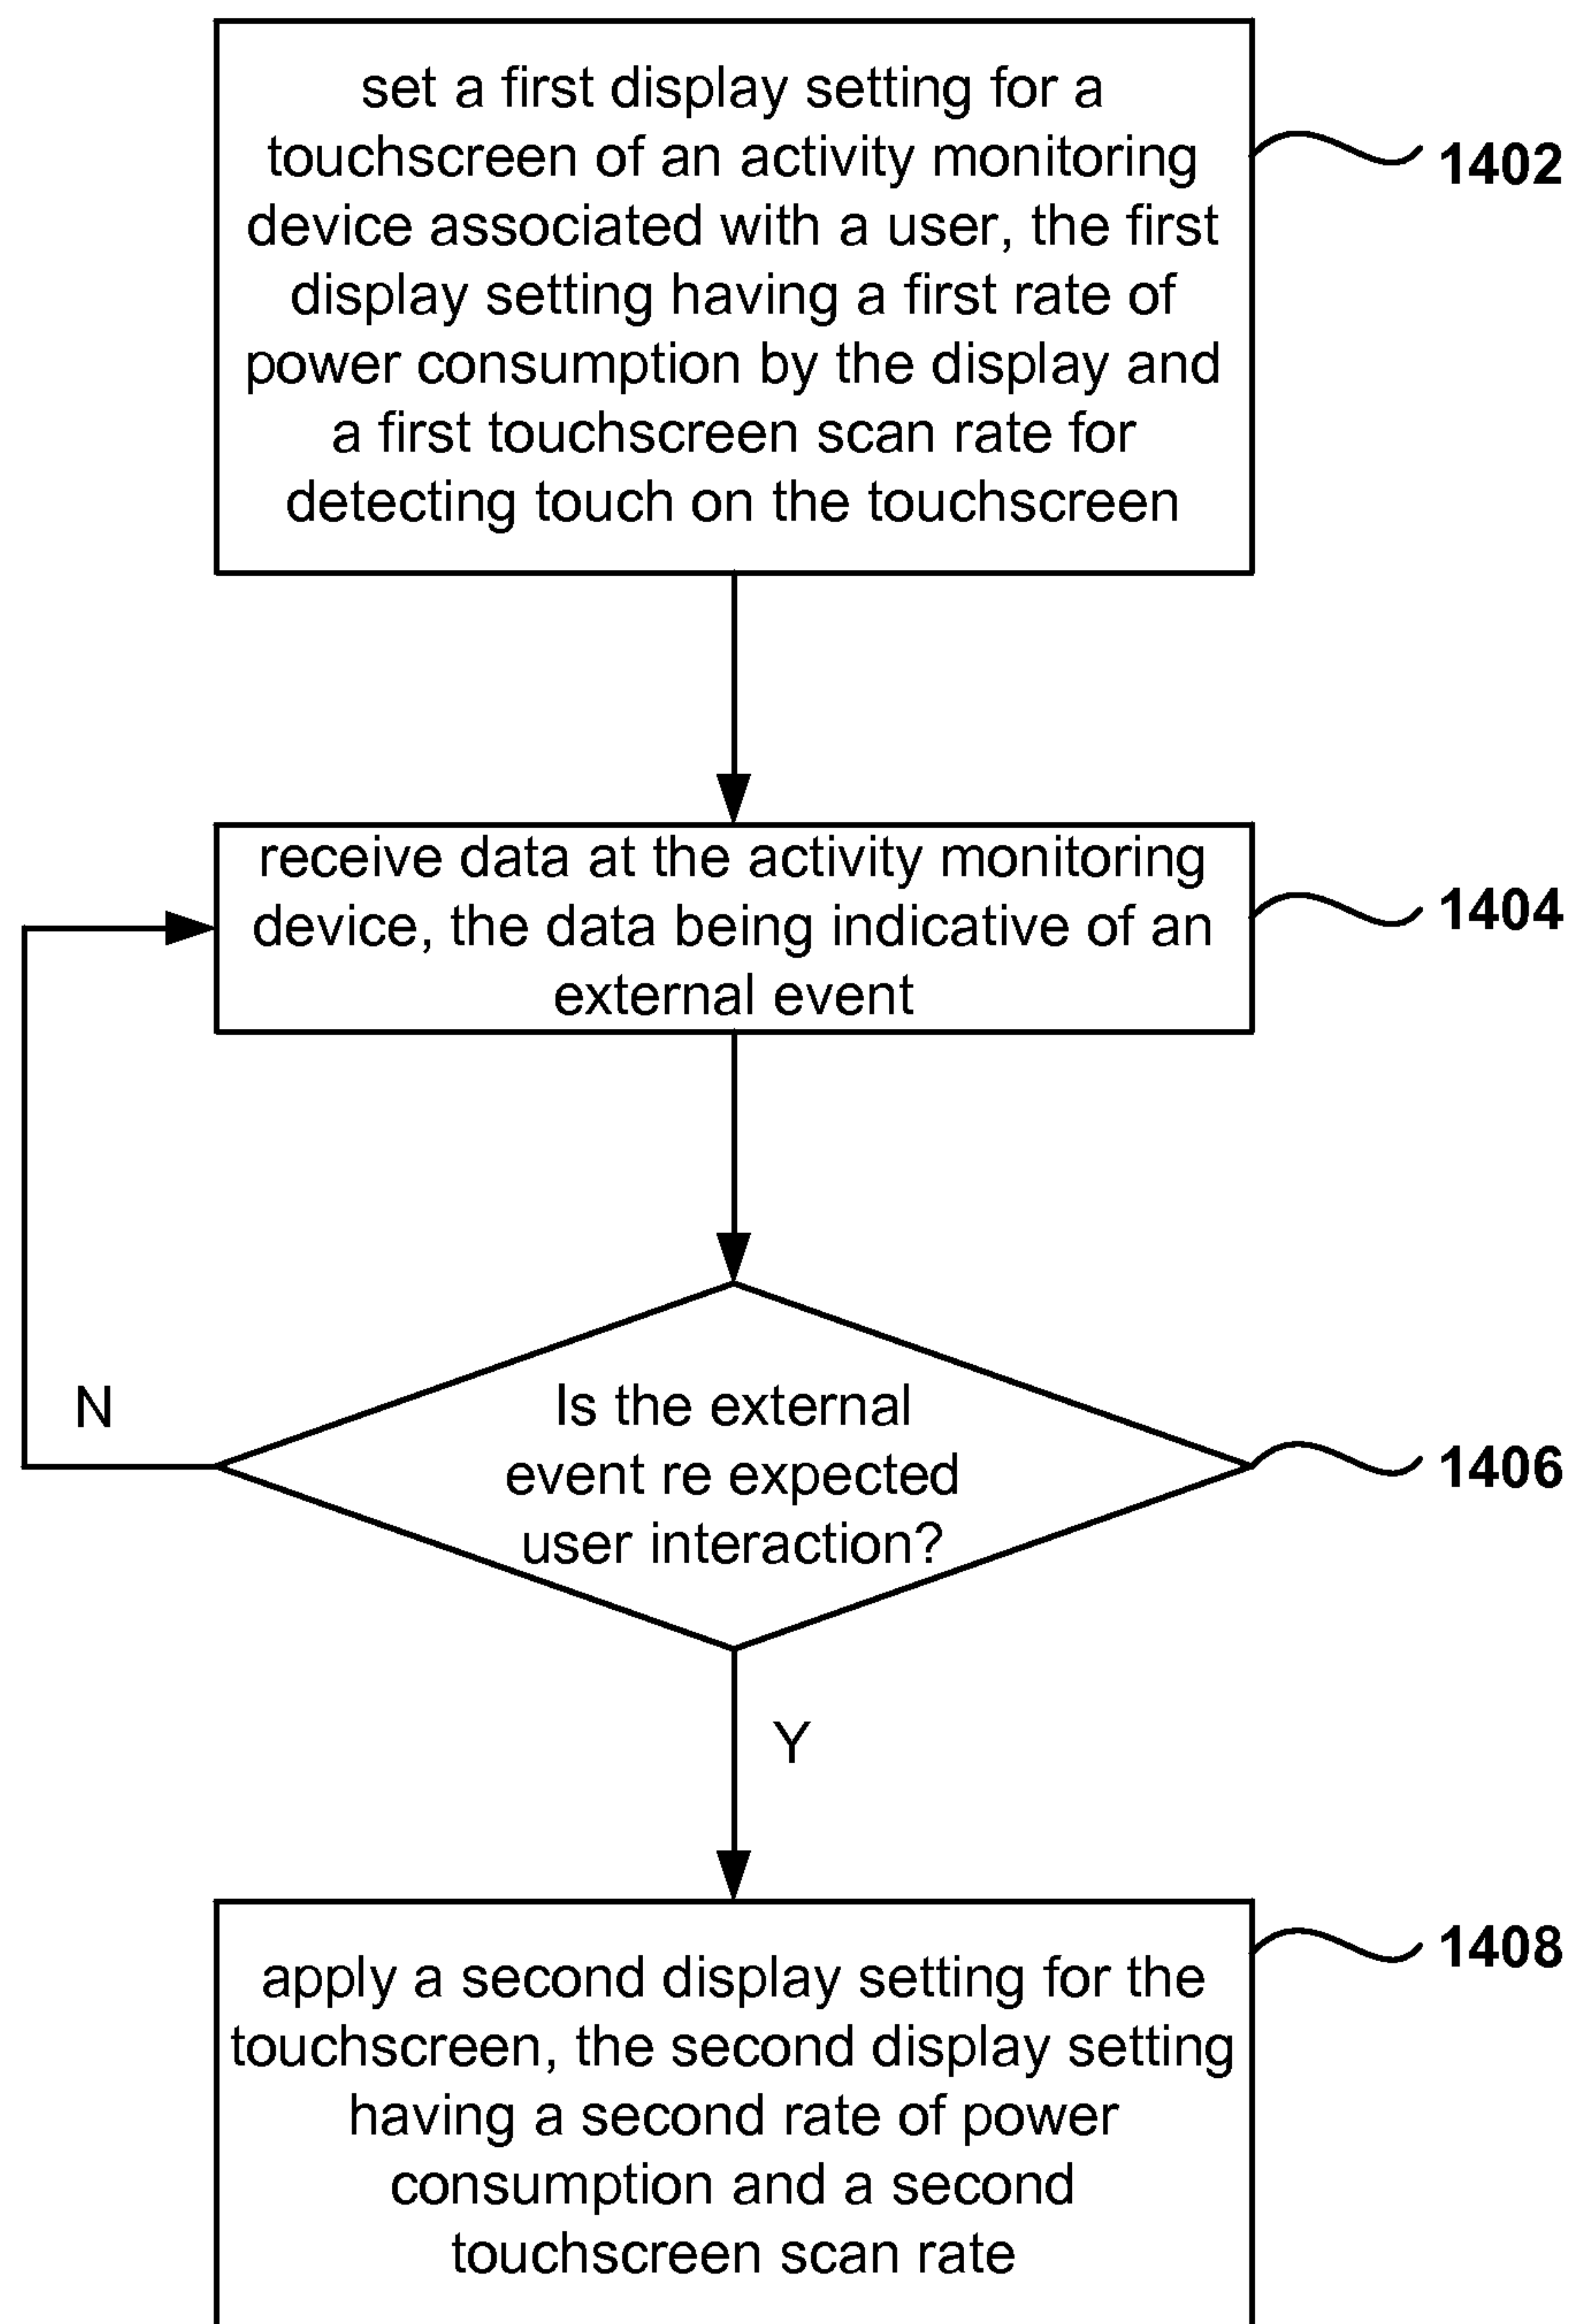 set a first display setting for a
touchscreen of an activity monitoring
device associated with a user, the first
display setting having a first rate of
power consumption by the display and
a first touchscreen scan rate for
detecting touch on the touchscreen
1402
receive data at the activity monitoring
device, the data being indicative of an
external event
1404
Is the external
event re expected
user interaction?
1406
N
Y
apply a second display setting for the
touchscreen, the second display setting
having a second rate of power
consumption and a second
touchscreen scan rate
1408